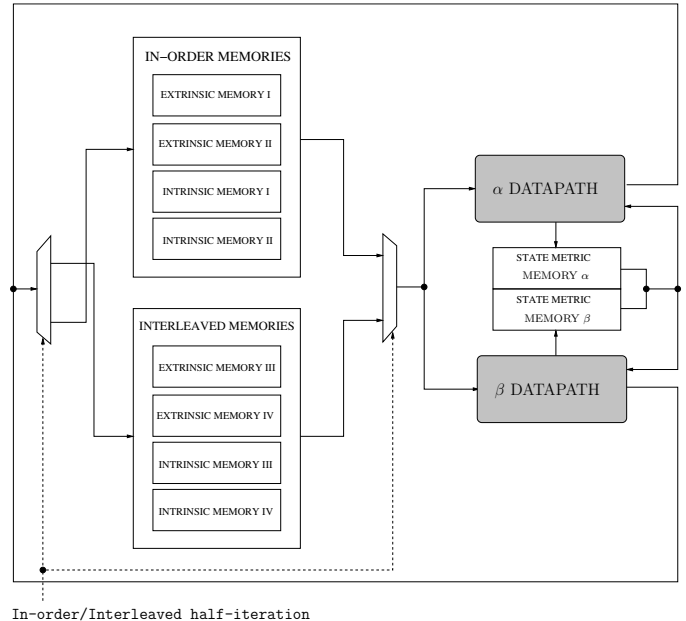 IN–ORDER MEMORIES
EXTRINSIC MEMORY I
EXTRINSIC MEMORY II
INTRINSIC MEMORY I
INTRINSIC MEMORY II
INTERLEAVED MEMORIES
EXTRINSIC MEMORY III
EXTRINSIC MEMORY IV
INTRINSIC MEMORY III
INTRINSIC MEMORY IV
α DATAPATH
STATE METRIC
MEMORY α
STATE METRIC
MEMORY β
β DATAPATH
In-order/Interleaved half-iteration